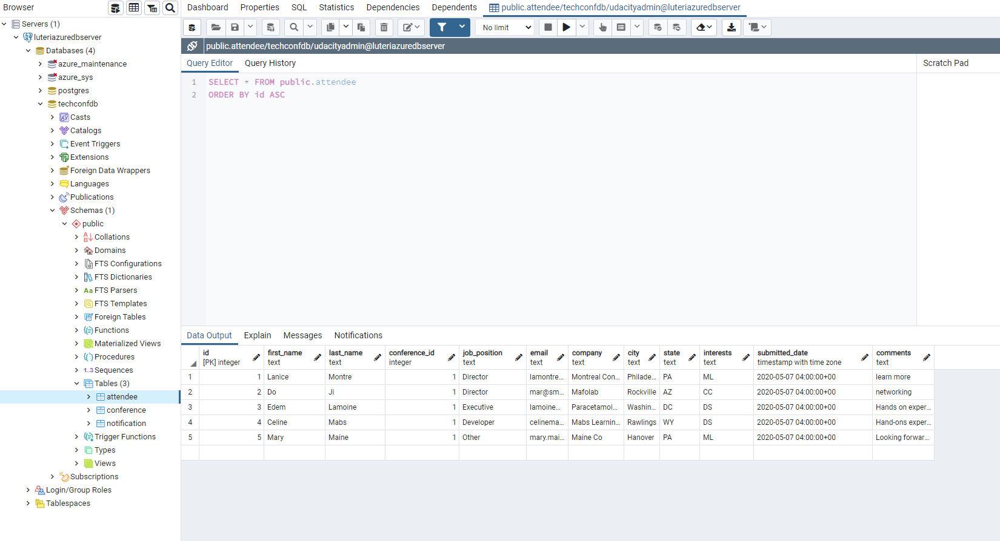 Browser
Servers (1)
luteriazuredbserver
Databases (4)
azure_maintenance
azure_sys
postgres
techconfdb
Casts
Catalogs
Event Triggers
Extensions
Foreign Data Wrappers
Languages
Publications
Schemas (1)
public
Collations
Domains
FTS Configurations
FTS Dictionaries
Aa FTS Parsers
FTS Templates
Foreign Tables
Functions
Materialized Views
Procedures
1..3 Sequences
Tables (3)
attendee
conference
notification
Trigger Functions
Types
Views
Subscriptions
Login/Group Roles
Tablespaces
Dashboard Properties SQL Statistics Dependencies Dependents public.attendee/techconfdb/udacityadmin@luteriazuredbserver
No limit
public.attendee/techconfdb/udacityadmin@luteriazuredbserver
Query Editor Query History Scratch Pad
1 SELECT * FROM public.attendee
2 ORDER BY id ASC
Data Output Explain Messages Notifications
id first_name last_name conference_id job_position email company city state interests submitted_date comments
[PK] integer text text integer text text text text text text timestamp with time zone text
1 1 Lanice Montre 1 Director lamontre... Montreal Con... Philade... PA ML 2020-05-07 04:00:00+00 learn more
2 2 Do Ji 1 Director mar@sm... Mafolab Rockville AZ CC 2020-05-07 04:00:00+00 networking
3 3 Edem Lamoine 1 Executive lamoine... Paracetamol... Washin... DC DS 2020-05-07 04:00:00+00 Hands on exper...
4 4 Celine Mabs 1 Developer celinema... Mabs Learnin... Rawlings WY DS 2020-05-07 04:00:00+00 Hand-ons exper...
5 5 Mary Maine 1 Other mary.mai... Maine Co Hanover PA ML 2020-05-07 04:00:00+00 Looking forwar...